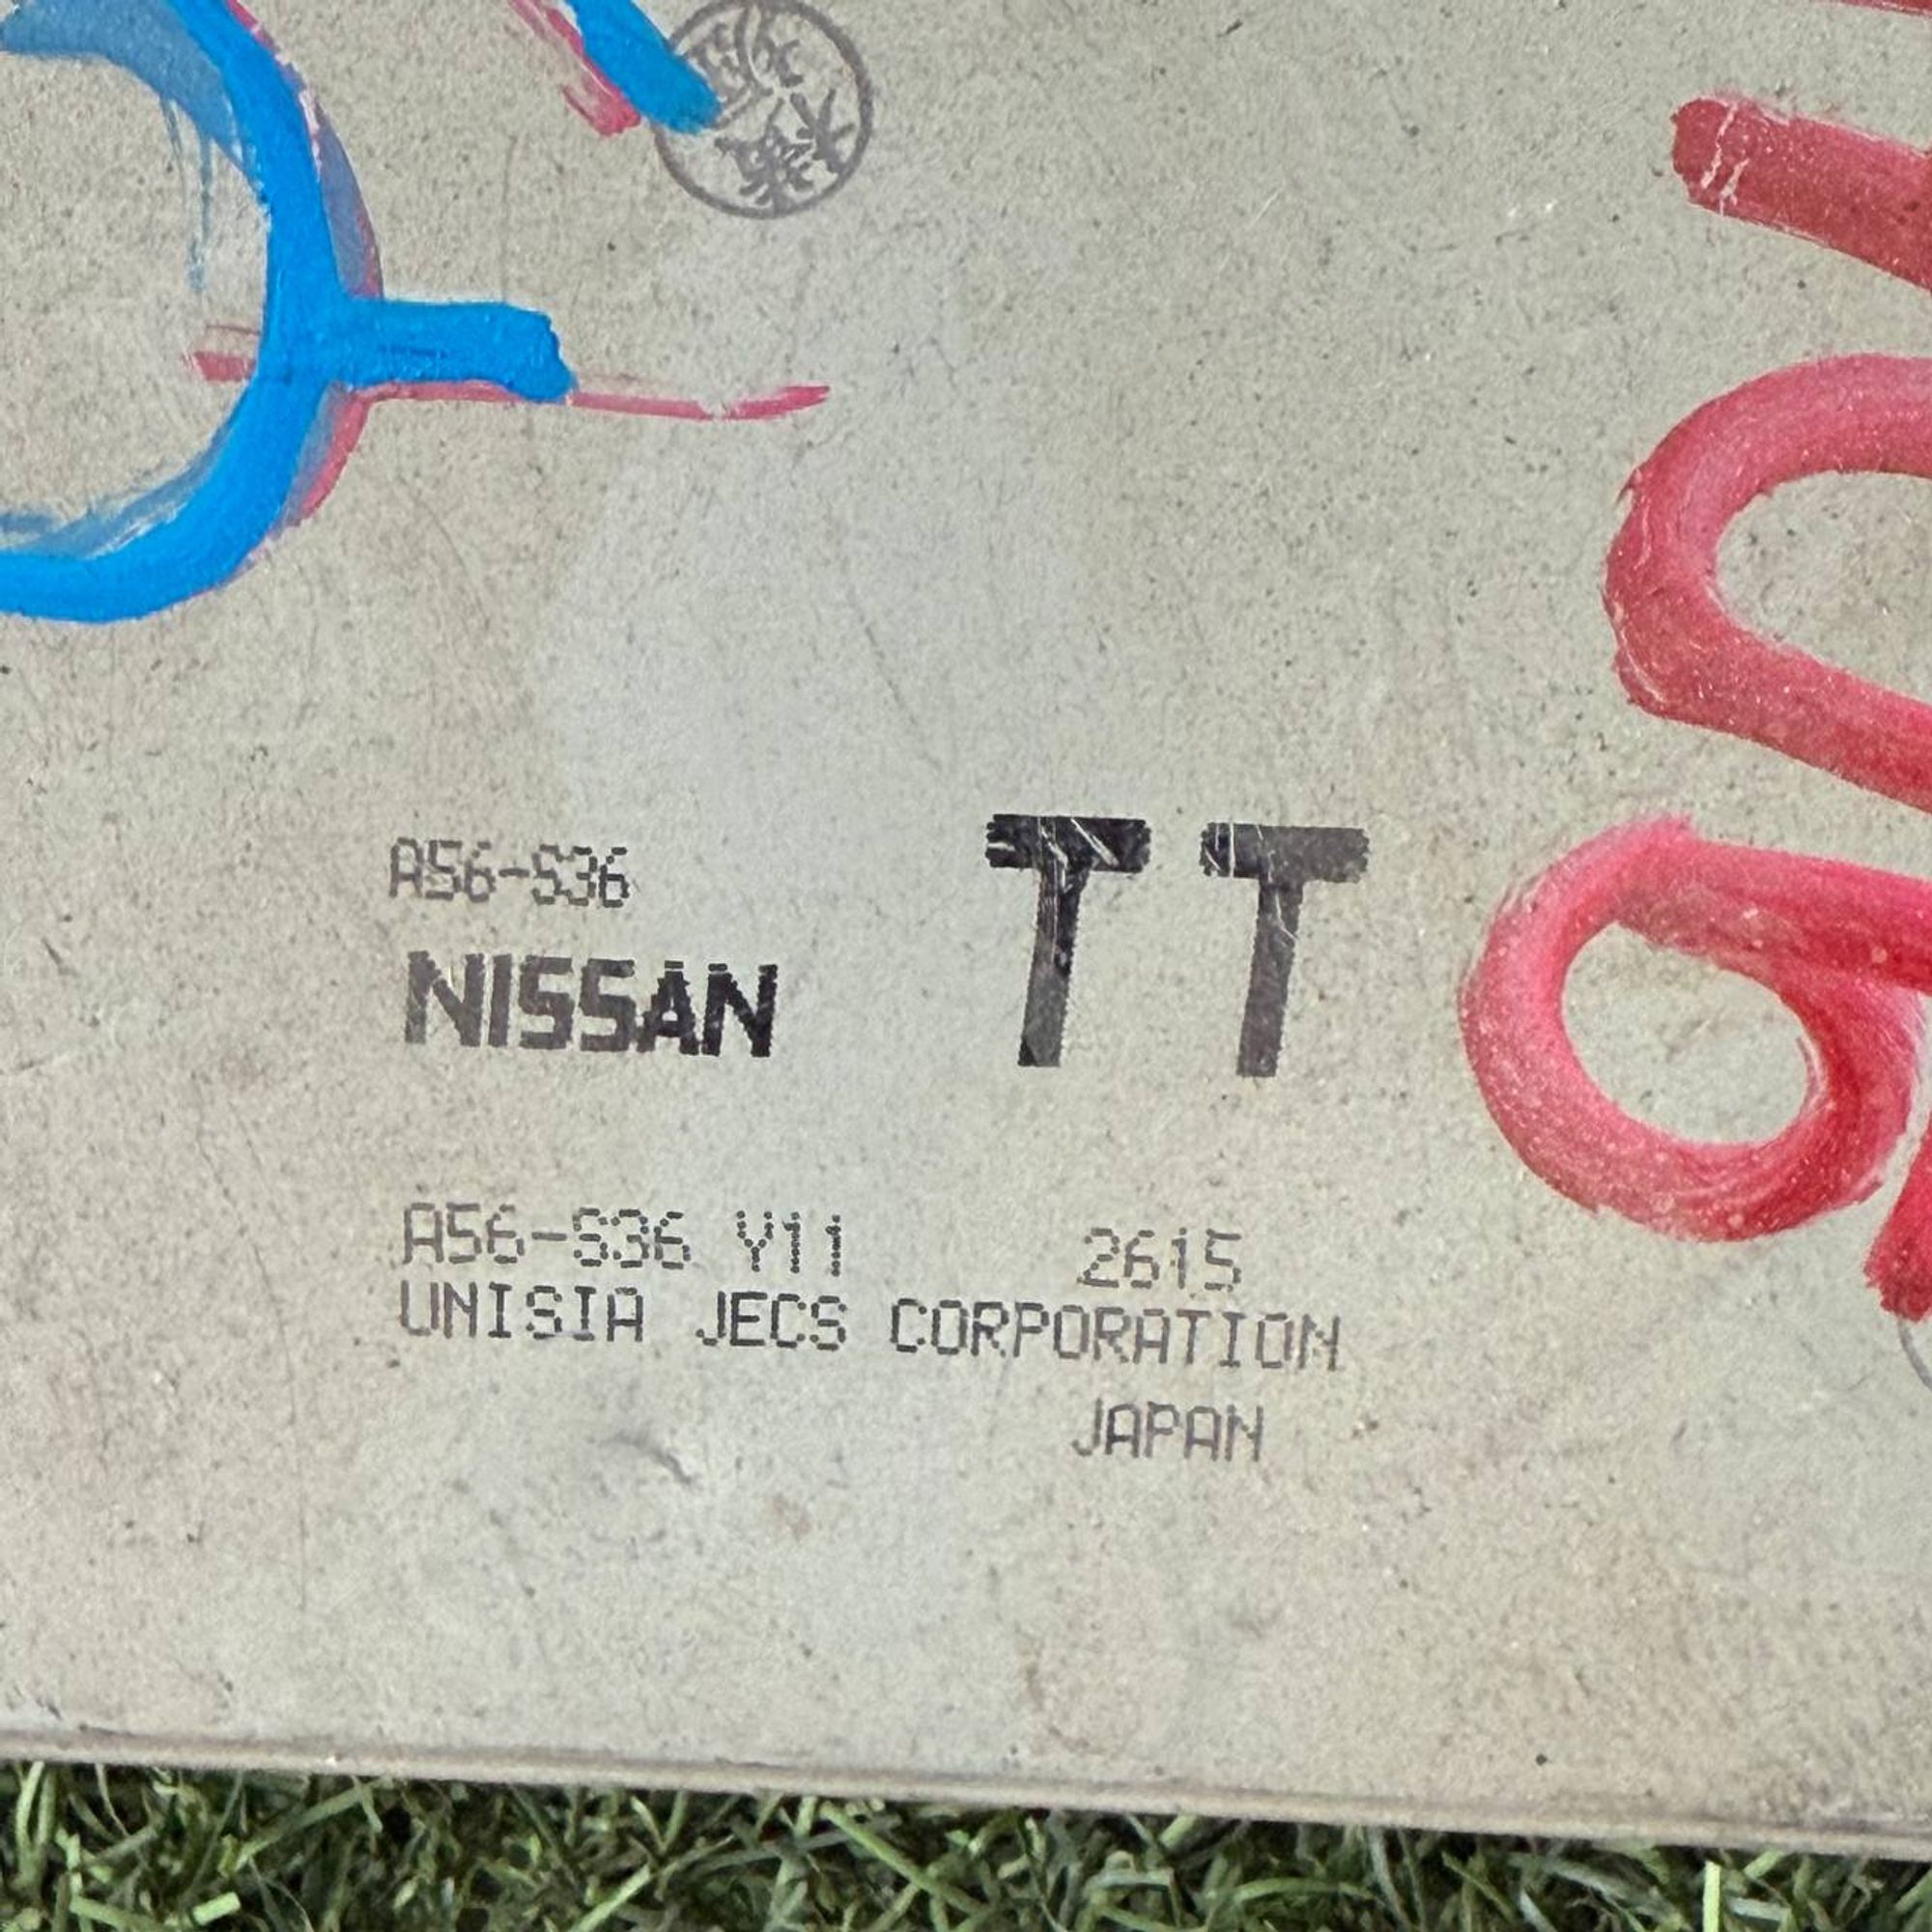 A56-S36
NISSAN TT
A56-S36 Y11 2615
UNISIA JECS CORPORATION
JAPAN